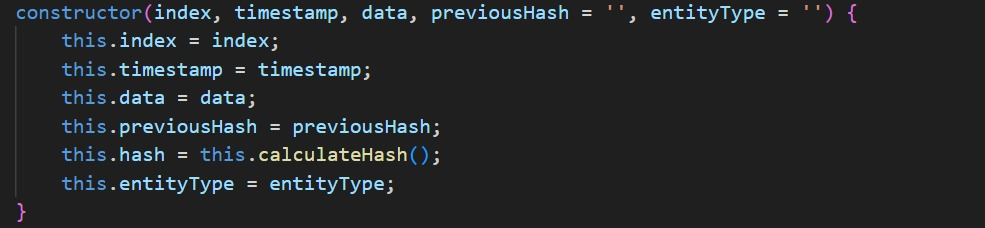 constructor(index, timestamp, data, previousHash = '', entityType = '') {
    this.index = index;
    this.timestamp = timestamp;
    this.data = data;
    this.previousHash = previousHash;
    this.hash = this.calculateHash();
    this.entityType = entityType;
}